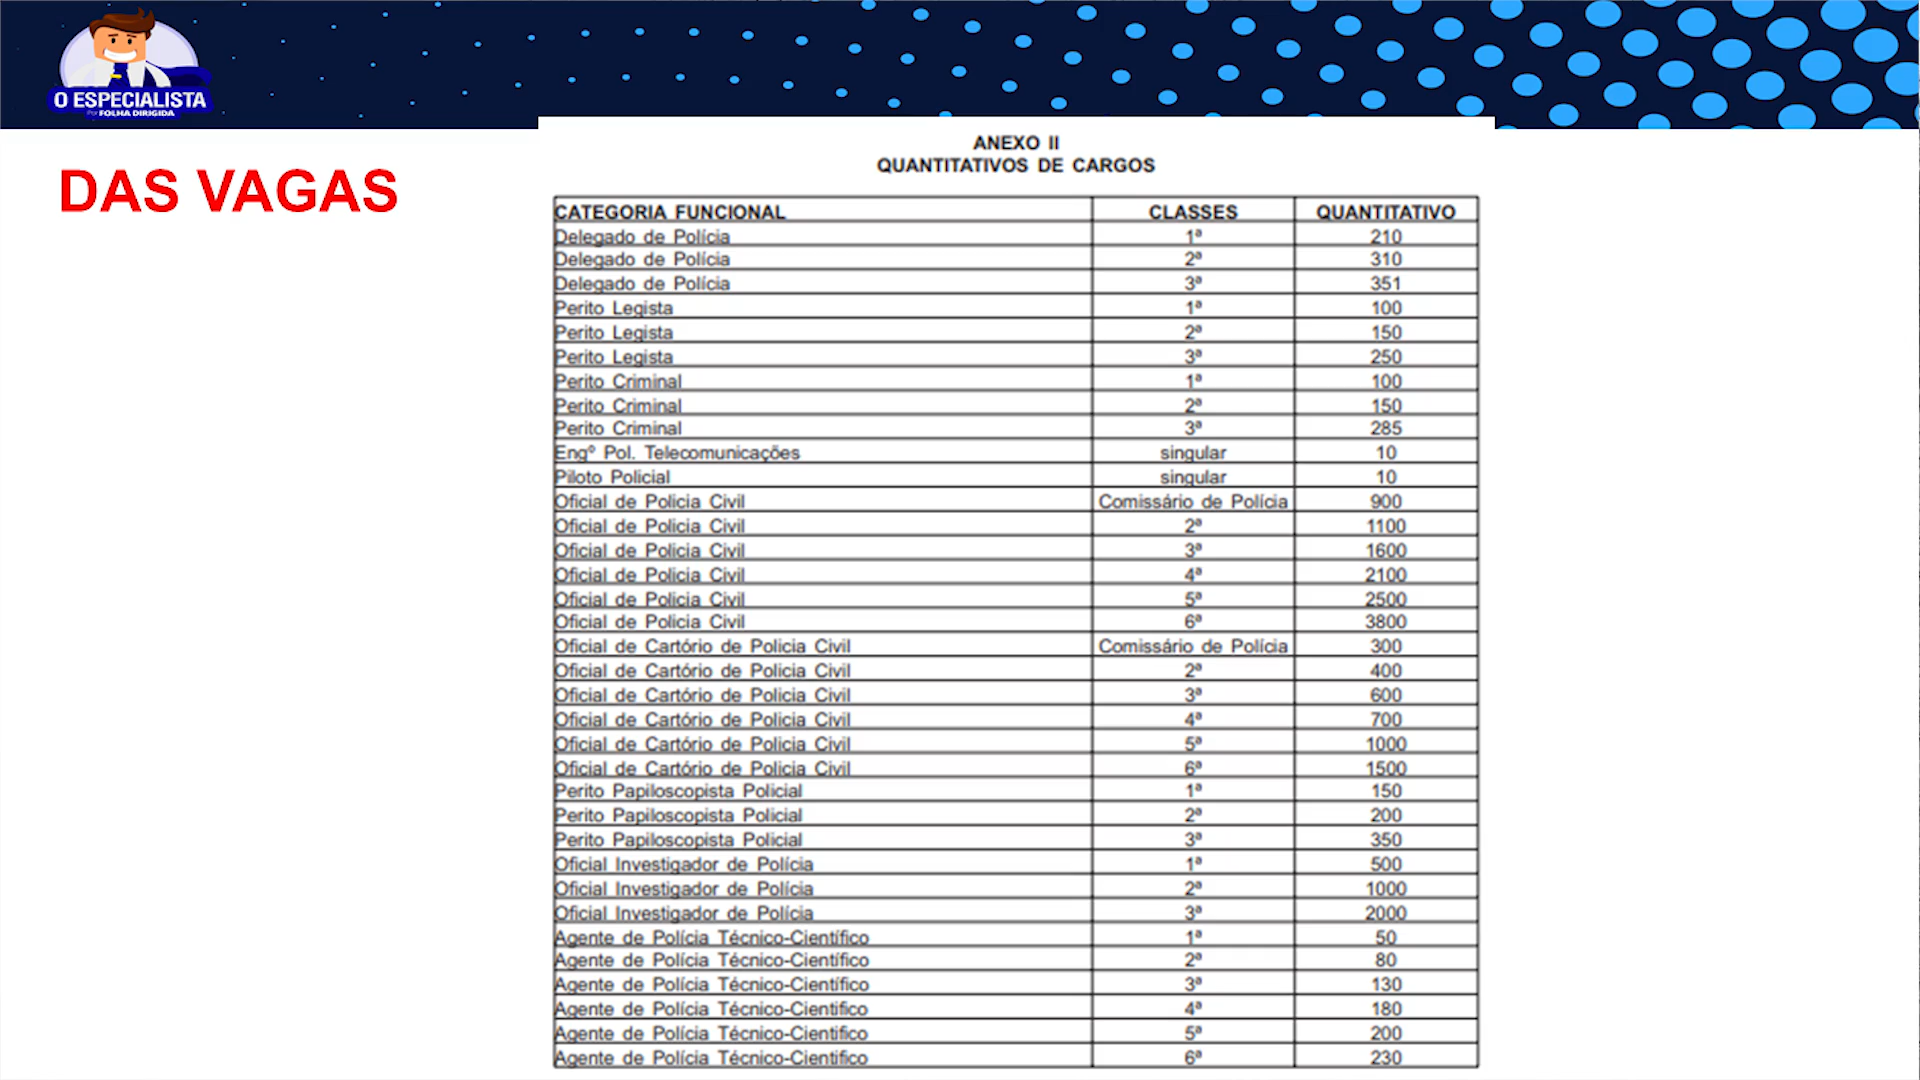 O ESPECIALISTA
Por FOLHA DIRIGIDA
DAS VAGAS
ANEXO II
QUANTITATIVOS DE CARGOS
CATEGORIA FUNCIONAL CLASSES QUANTITATIVO
Delegado de Polícia 1ª 210
Delegado de Polícia 2ª 310
Delegado de Polícia 3ª 351
Perito Legista 1ª 100
Perito Legista 2ª 150
Perito Legista 3ª 250
Perito Criminal 1ª 100
Perito Criminal 2ª 150
Perito Criminal 3ª 285
Engº Pol. Telecomunicações singular 10
Piloto Policial singular 10
Oficial de Policia Civil Comissário de Polícia 900
Oficial de Policia Civil 2ª 1100
Oficial de Policia Civil 3ª 1600
Oficial de Policia Civil 4ª 2100
Oficial de Policia Civil 5ª 2500
Oficial de Policia Civil 6ª 3800
Oficial de Cartório de Policia Civil Comissário de Polícia 300
Oficial de Cartório de Policia Civil 2ª 400
Oficial de Cartório de Policia Civil 3ª 600
Oficial de Cartório de Policia Civil 4ª 700
Oficial de Cartório de Policia Civil 5ª 1000
Oficial de Cartório de Policia Civil 6ª 1500
Perito Papiloscopista Policial 1ª 150
Perito Papiloscopista Policial 2ª 200
Perito Papiloscopista Policial 3ª 350
Oficial Investigador de Polícia 1ª 500
Oficial Investigador de Polícia 2ª 1000
Oficial Investigador de Polícia 3ª 2000
Agente de Polícia Técnico-Científico 1ª 50
Agente de Polícia Técnico-Científico 2ª 80
Agente de Polícia Técnico-Científico 3ª 130
Agente de Polícia Técnico-Cientifico 4ª 180
Agente de Polícia Técnico-Cientifico 5ª 200
Agente de Polícia Técnico-Cientifico 6ª 230